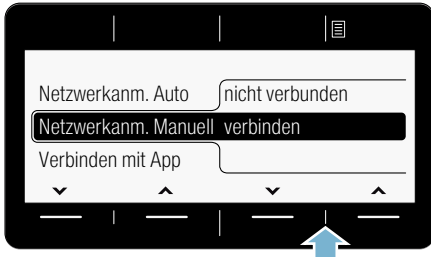 Netzwerkanm. Auto nicht verbunden
Netzwerkanm. Manuell verbinden
Verbinden mit App